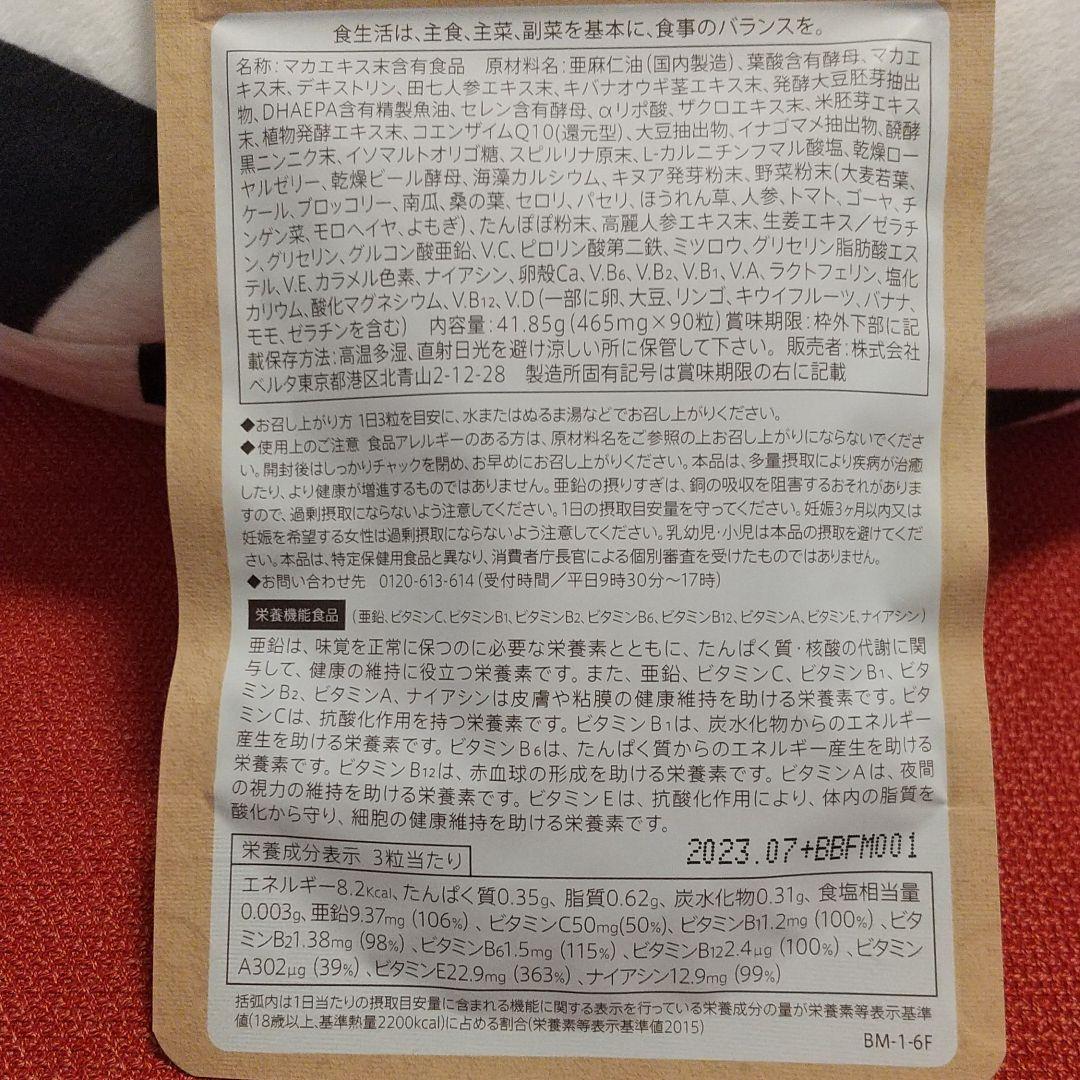 食生活は、主食、主菜、副菜を基本に、食事のバランスを。
名称：マカエキス末含有食品　原材料名：亜麻仁油(国内製造)、葉酸含有酵母、マカエ
キス末、デキストリン、田七人参エキス末、キバナオウギ茎エキス末、発酵大豆胚芽抽出
物、DHAEPA含有精製魚油、セレン含有酵母、αリポ酸、ザクロエキス末、米胚芽エキス
末、植物発酵エキス末、コエンザイムQ10(還元型)、大豆抽出物、イナゴマメ抽出物、醗酵
黒ニンニク末、イソマルトオリゴ糖、スピルリナ原末、L-カルニチンフマル酸塩、乾燥ロー
ヤルゼリー、乾燥ビール酵母、海藻カルシウム、キヌア発芽粉末、野菜粉末(大麦若葉、
ケール、ブロッコリー、南瓜、桑の葉、セロリ、パセリ、ほうれん草、人参、トマト、ゴーヤ、チ
ンゲン菜、モロヘイヤ、よもぎ)、たんぽぽ粉末、高麗人参エキス末、生姜エキス／ゼラチ
ン、グリセリン、グルコン酸亜鉛、V.C、ピロリン酸第二鉄、ミツロウ、グリセリン脂肪酸エス
テル、V.E、カラメル色素、ナイアシン、卵殻Ca、V.B6、V.B2、V.B1、V.A、ラクトフェリン、塩化
カリウム、酸化マグネシウム、V.B12、V.D(一部に卵、大豆、リンゴ、キウイフルーツ、バナナ、
モモ、ゼラチンを含む)　内容量：41.85g(465mg×90粒)賞味期限：枠外下部に記
載保存方法：高温多湿、直射日光を避け涼しい所に保管して下さい。販売者：株式会社
ベルタ東京都港区北青山2-12-28　製造所固有記号は賞味期限の右に記載
◆お召し上がり方 1日3粒を目安に、水またはぬるま湯などでお召し上がりください。
◆使用上のご注意 食品アレルギーのある方は、原材料名をご参照の上お召し上がりにならないでくださ
い。開封後はしっかりチャックを閉め、お早めにお召し上がりください。本品は、多量摂取により疾病が治癒
したり、より健康が増進するものではありません。亜鉛の摂りすぎは、銅の吸収を阻害するおそれがありま
すので、過剰摂取にならないよう注意してください。1日の摂取目安量を守ってください。妊娠3ヶ月以内又は
妊娠を希望する女性は過剰摂取にならないよう注意してください。乳幼児・小児は本品の摂取を避けてくだ
さい。本品は、特定保健用食品と異なり、消費者庁長官による個別審査を受けたものではありません。
◆お問い合わせ先　0120-613-614(受付時間／平日9時30分～17時)
栄養機能食品 (亜鉛、ビタミンC、ビタミンB1、ビタミンB2、ビタミンB6、ビタミンB12、ビタミンA、ビタミンE、ナイアシン)
亜鉛は、味覚を正常に保つのに必要な栄養素とともに、たんぱく質・核酸の代謝に関
与して、健康の維持に役立つ栄養素です。また、亜鉛、ビタミンC、ビタミンB1、ビタ
ミンB2、ビタミンA、ナイアシンは皮膚や粘膜の健康維持を助ける栄養素です。ビタ
ミンCは、抗酸化作用を持つ栄養素です。ビタミンB1は、炭水化物からのエネルギー
産生を助ける栄養素です。ビタミンB6は、たんぱく質からのエネルギー産生を助ける
栄養素です。ビタミンB12は、赤血球の形成を助ける栄養素です。ビタミンAは、夜間
の視力の維持を助ける栄養素です。ビタミンEは、抗酸化作用により、体内の脂質を
酸化から守り、細胞の健康維持を助ける栄養素です。
2023.07+BBFM001
栄養成分表示 3粒当たり
エネルギー8.2Kcal、たんぱく質0.35g、脂質0.62g、炭水化物0.31g、食塩相当量
0.003g、亜鉛9.37mg (106%)、ビタミンC50mg(50%)、ビタミンB11.2mg (100%)、ビタ
ミンB21.38mg (98%)、ビタミンB61.5mg (115%)、ビタミンB122.4μg (100%)、ビタミン
A302μg (39%)、ビタミンE22.9mg (363%)、ナイアシン12.9mg (99%)
括弧内は1日当たりの摂取目安量に含まれる機能に関する表示を行っている栄養成分の量が栄養素等表示基準
値(18歳以上、基準熱量2200kcal)に占める割合(栄養素等表示基準値2015)
BM-1-6F